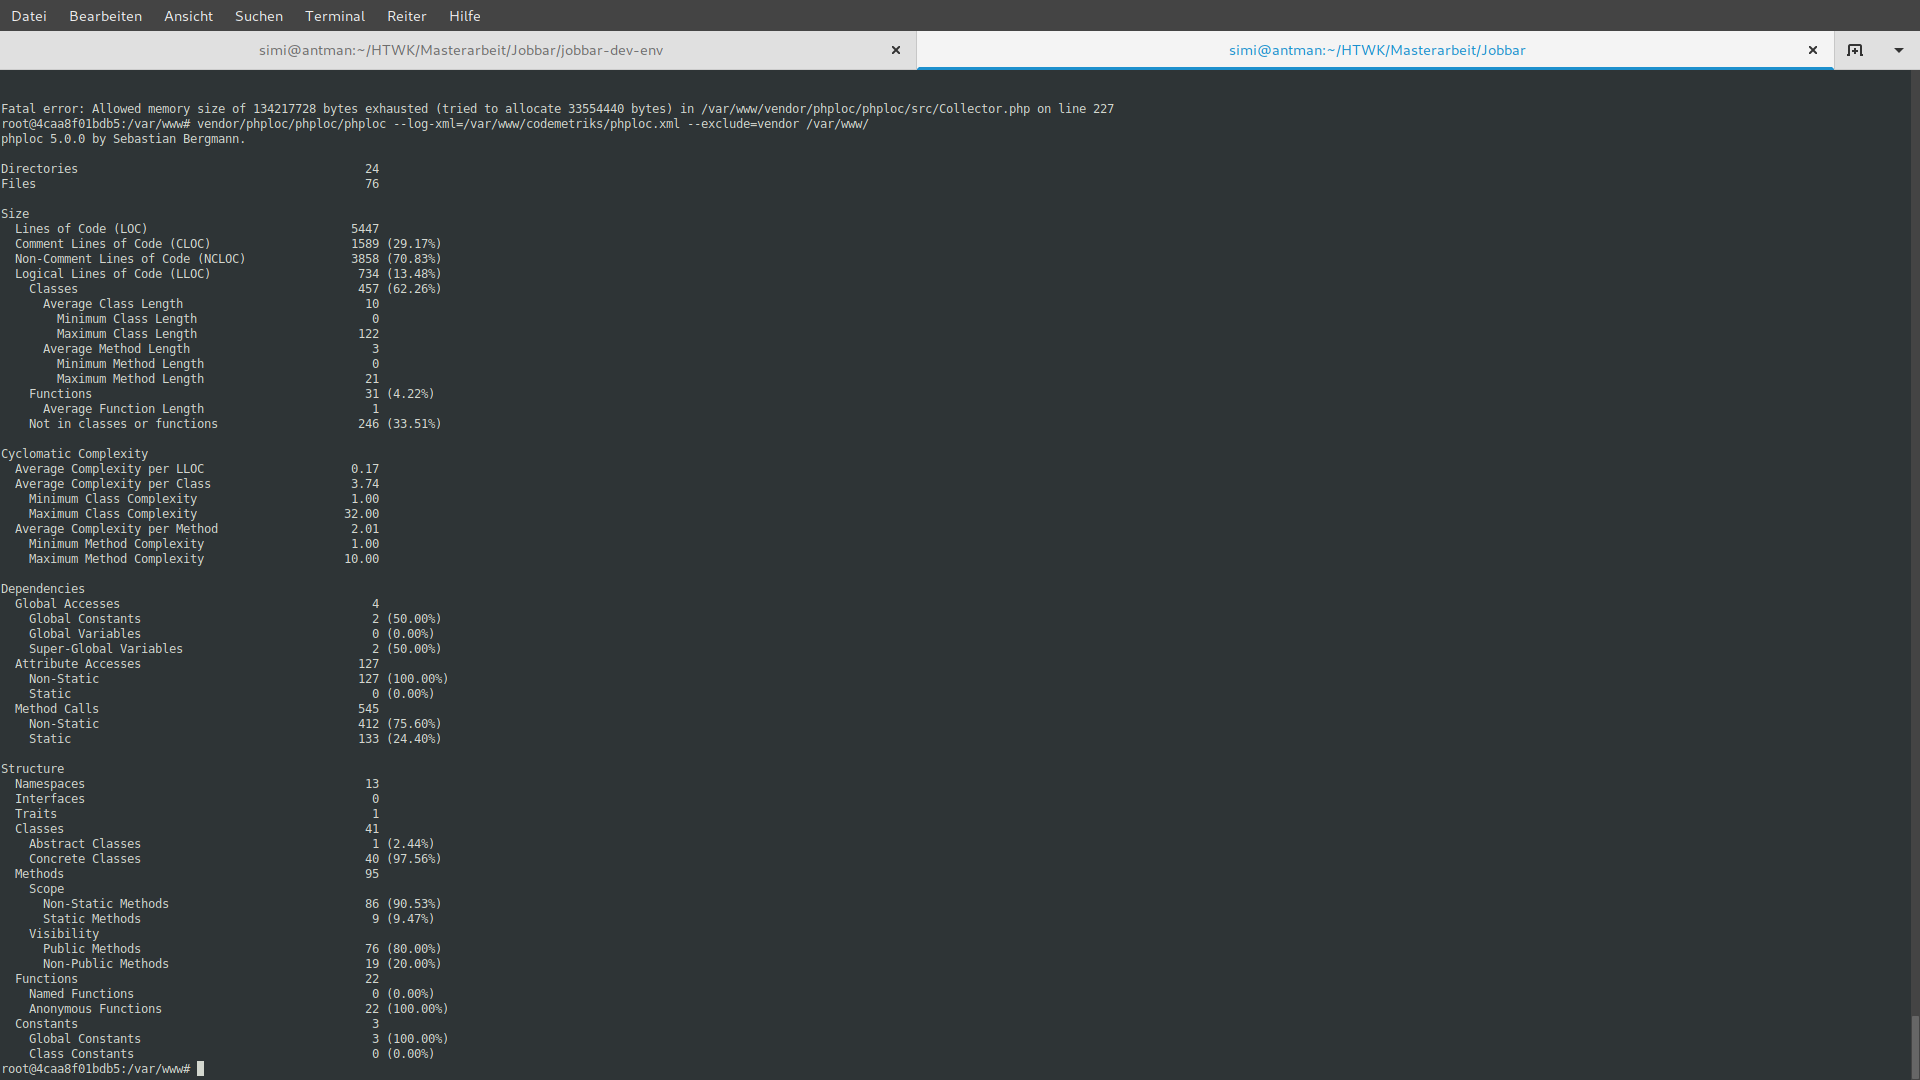 Datei Bearbeiten Ansicht Suchen Terminal Reiter Hilfe
simi@antman:~/HTWK/Masterarbeit/Jobbar/jobbar-dev-env
simi@antman:~/HTWK/Masterarbeit/Jobbar
Fatal error: Allowed memory size of 134217728 bytes exhausted (tried to allocate 33554440 bytes) in /var/www/vendor/phploc/phploc/src/Collector.php on line 227
root@4caa8f01bdb5:/var/www# vendor/phploc/phploc/phploc --log-xml=/var/www/codemetriks/phploc.xml --exclude=vendor /var/www/
phploc 5.0.0 by Sebastian Bergmann.
Directories 24
Files 76
Size
Lines of Code (LOC) 5447
Comment Lines of Code (CLOC) 1589 (29.17%)
Non-Comment Lines of Code (NCLOC) 3858 (70.83%)
Logical Lines of Code (LLOC) 734 (13.48%)
Classes 457 (62.26%)
Average Class Length 10
Minimum Class Length 0
Maximum Class Length 122
Average Method Length 3
Minimum Method Length 0
Maximum Method Length 21
Functions 31 (4.22%)
Average Function Length 1
Not in classes or functions 246 (33.51%)
Cyclomatic Complexity
Average Complexity per LLOC 0.17
Average Complexity per Class 3.74
Minimum Class Complexity 1.00
Maximum Class Complexity 32.00
Average Complexity per Method 2.01
Minimum Method Complexity 1.00
Maximum Method Complexity 10.00
Dependencies
Global Accesses 4
Global Constants 2 (50.00%)
Global Variables 0 (0.00%)
Super-Global Variables 2 (50.00%)
Attribute Accesses 127
Non-Static 127 (100.00%)
Static 0 (0.00%)
Method Calls 545
Non-Static 412 (75.60%)
Static 133 (24.40%)
Structure
Namespaces 13
Interfaces 0
Traits 1
Classes 41
Abstract Classes 1 (2.44%)
Concrete Classes 40 (97.56%)
Methods 95
Scope
Non-Static Methods 86 (90.53%)
Static Methods 9 (9.47%)
Visibility
Public Methods 76 (80.00%)
Non-Public Methods 19 (20.00%)
Functions 22
Named Functions 0 (0.00%)
Anonymous Functions 22 (100.00%)
Constants 3
Global Constants 3 (100.00%)
Class Constants 0 (0.00%)
root@4caa8f01bdb5:/var/www#